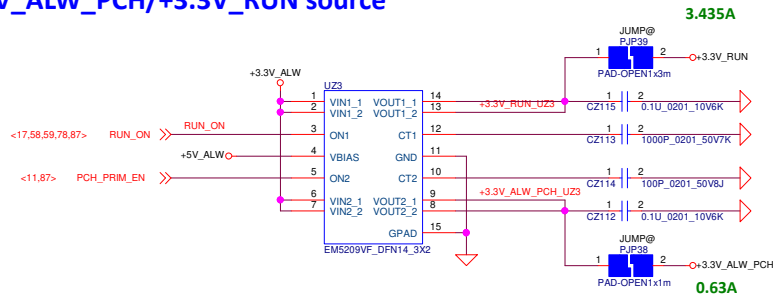 V_ALW_PCH/+3.3V_RUN source
3.435A
JUMP@
PJP39
1 2
+3.3V_RUN
PAD-OPEN1x3m
+3.3V_ALW
UZ3
1 VIN1_1 VOUT1_1 14
2 VIN1_2 VOUT1_2 13
+3.3V_RUN_UZ3
1 2
CZ115 0.1U_0201_10V6K
<17,58,59,78,87> RUN_ON RUN_ON
3 ON1 CT1 12
1 2
CZ113 1000P_0201_50V7K
+5V_ALW
4 VBIAS GND 11
<11,87> PCH_PRIM_EN
5 ON2 CT2 10
1 2
CZ114 100P_0201_50V8J
+3.3V_ALW_PCH_UZ3
6 VIN2_1 VOUT2_1 9
7 VIN2_2 VOUT2_2 8
1 2
CZ112 0.1U_0201_10V6K
GPAD 15
EM5209VF_DFN14_3X2
JUMP@
PJP38
1 2
+3.3V_ALW_PCH
PAD-OPEN1x1m
0.63A